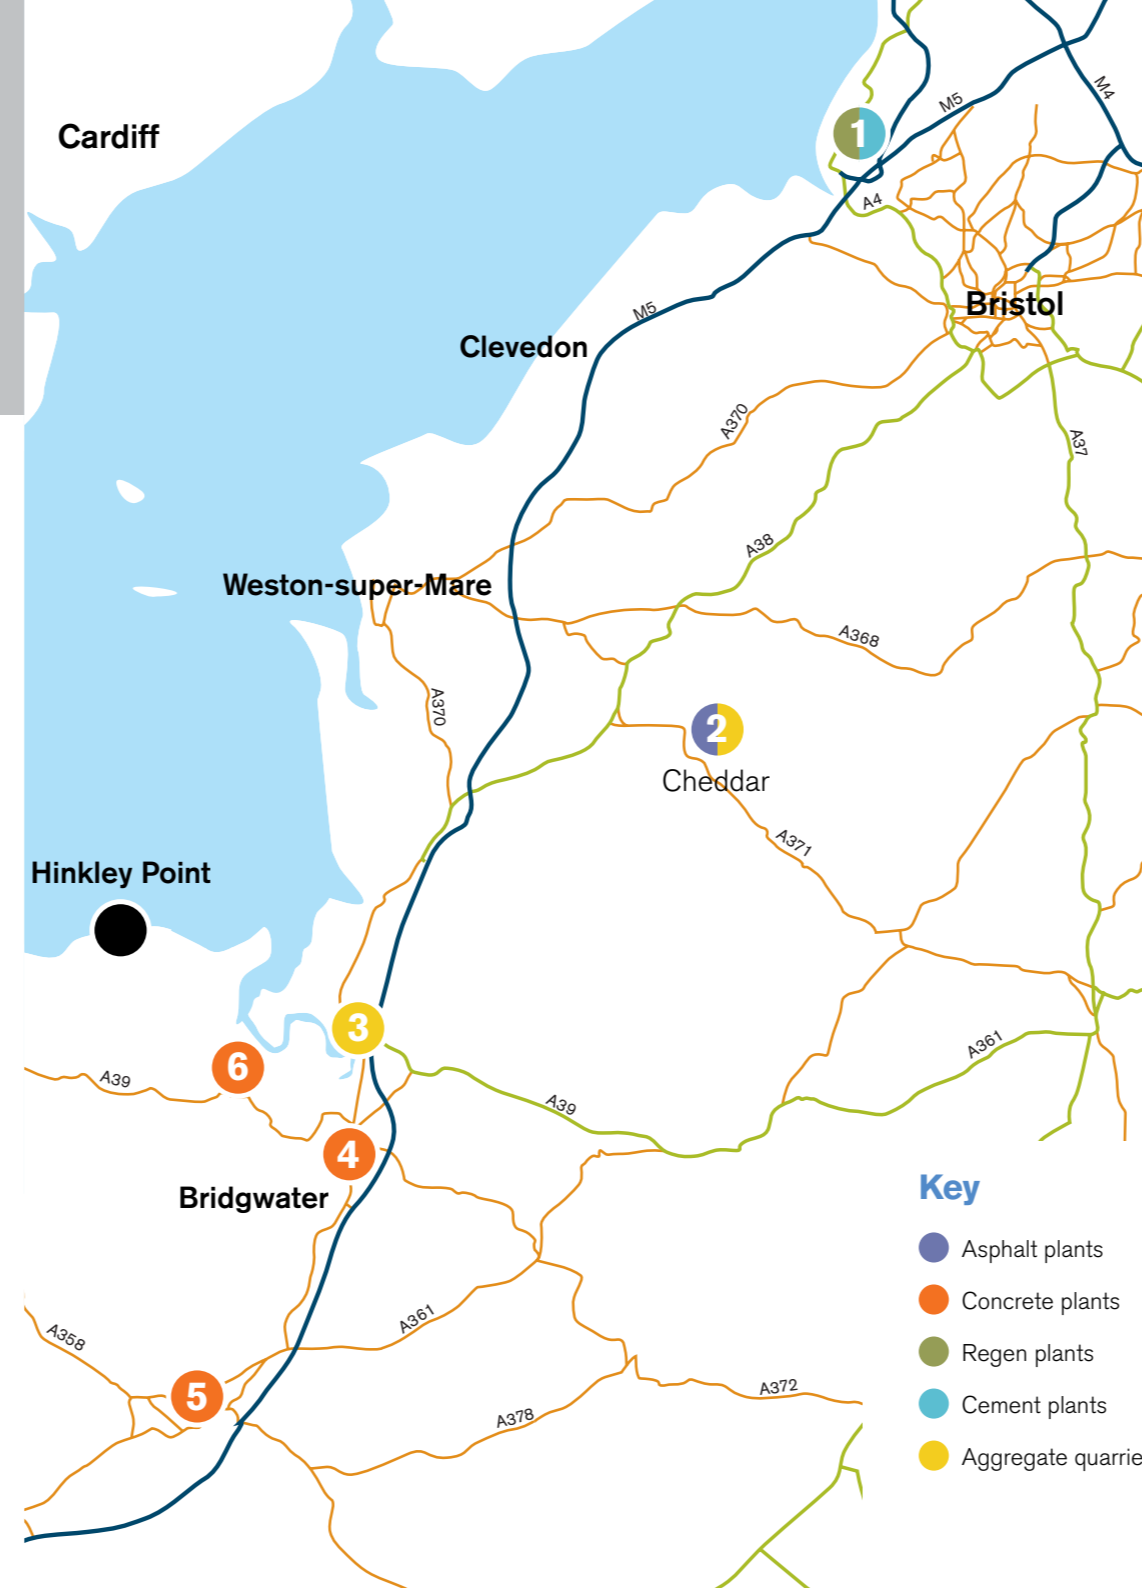 Cardiff
M4
M5
1
A4
Bristol
M5
Clevedon
A370
A37
A38
Weston-super-Mare
A368
A370
2
Cheddar
A371
Hinkley Point
3
A361
6
A39
A39
4
Bridgwater
A361
A358
5
A372
A378
Key
Asphalt plants
Concrete plants
Regen plants
Cement plants
Aggregate quarrie